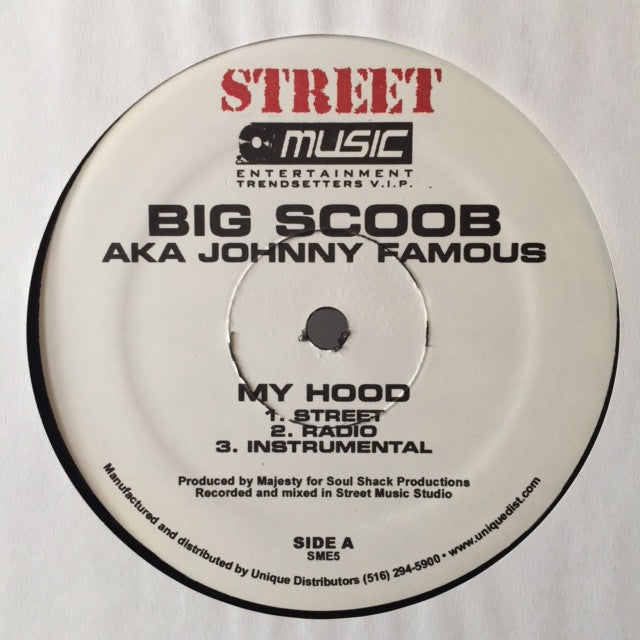 STREET
MUSIC
ENTERTAINMENT
TRENDSETTERS V.I.P.
BIG SCOOB
AKA JOHNNY FAMOUS
MY HOOD
1. STREET
2. RADIO
3. INSTRUMENTAL
Produced by Majesty for Soul Shack Productions
Recorded and mixed in Street Music Studio
SIDE A
SME5
Manufactured and distributed by Unique Distributors (516) 294-5900 • www.uniquedist.com